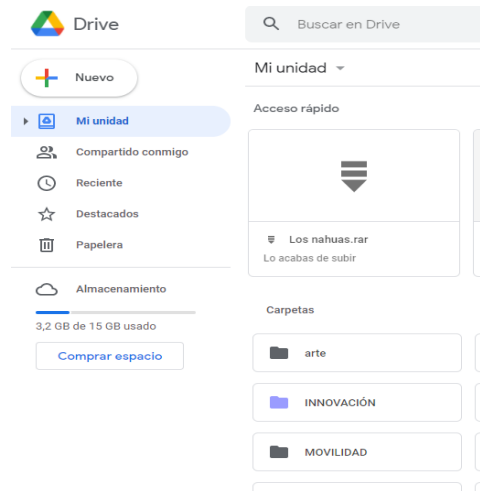 Drive
Buscar en Drive
Nuevo
Mi unidad
Compartido conmigo
Reciente
Destacados
Papelera
Almacenamiento
3,2 GB de 15 GB usado
Comprar espacio
Mi unidad
Acceso rápido
Los nahuas.rar
Lo acabas de subir
Carpetas
arte
INNOVACIÓN
MOVILIDAD